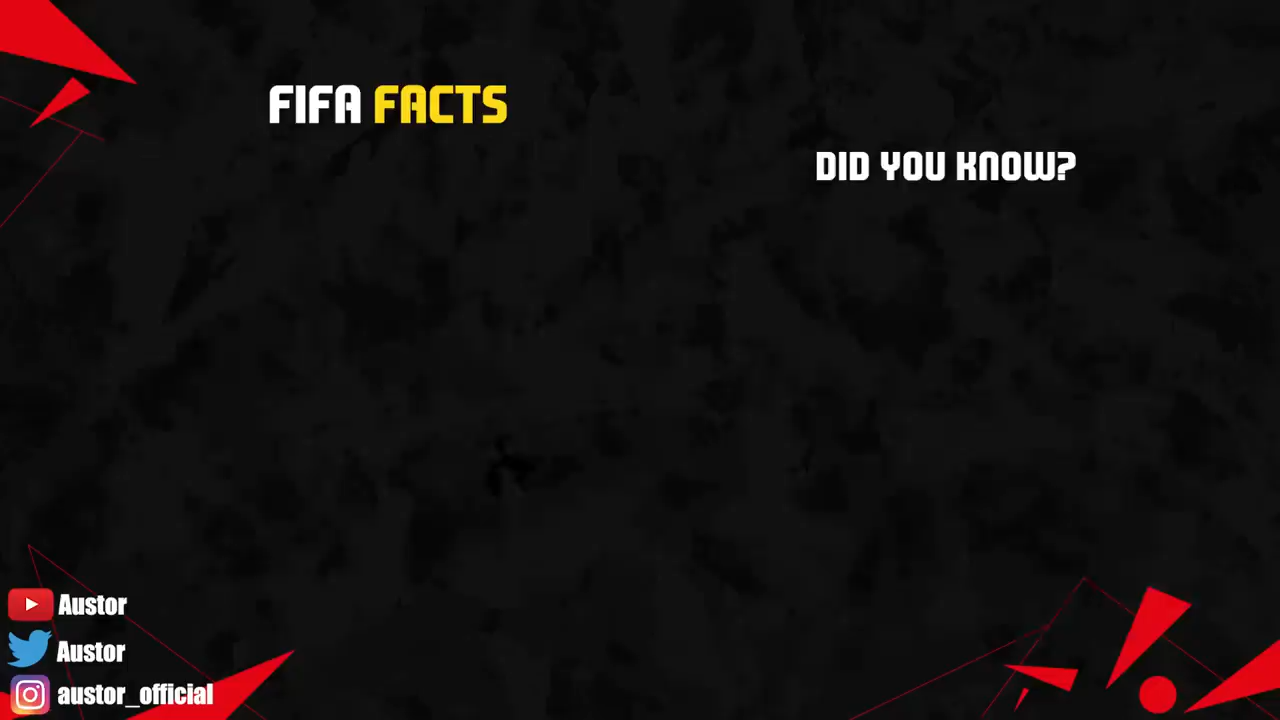 FIFA FACTS
DID YOU KNOW?
Austor
Austor
austor_official